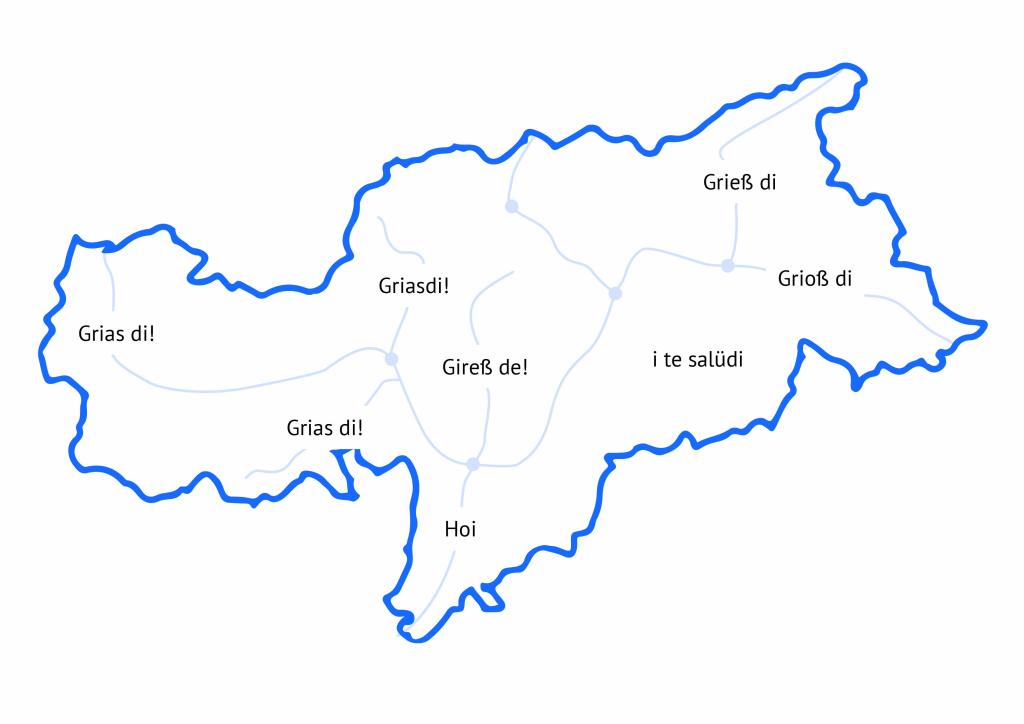 Grieß di
Grioß di
Griasdi!
Grias di!
i te salüdi
Gireß de!
Grias di!
Hoi